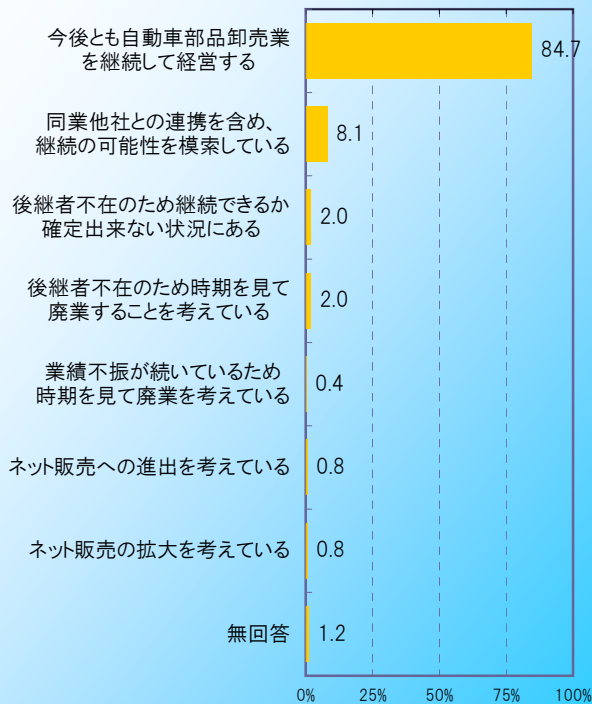 今後とも自動車部品卸売業
を継続して経営する
84.7
同業他社との連携を含め、
継続の可能性を模索している
8.1
後継者不在のため継続できるか
確定出来ない状況にある
2.0
後継者不在のため時期を見て
廃業することを考えている
2.0
業績不振が続いているため
時期を見て廃業を考えている
0.4
ネット販売への進出を考えている
0.8
ネット販売の拡大を考えている
0.8
無回答
1.2
0% 25% 50% 75% 100%